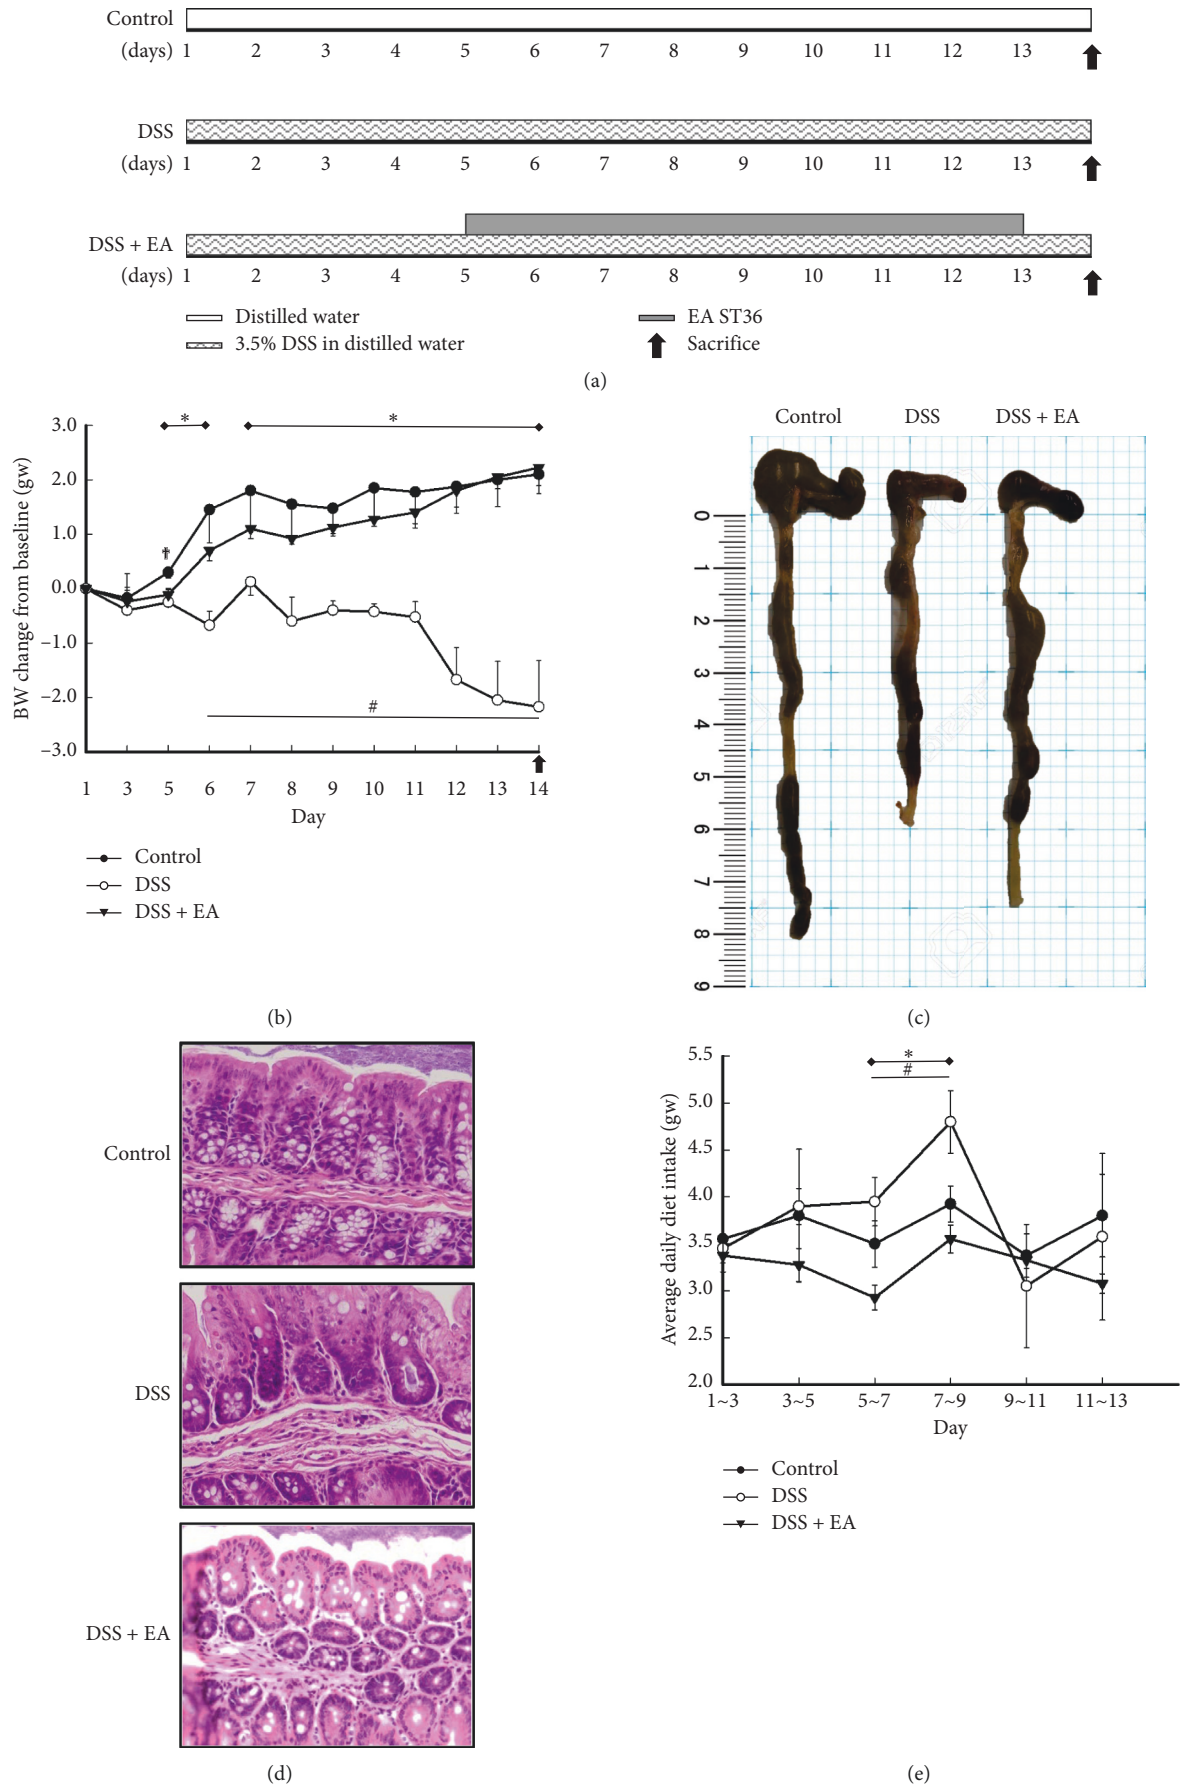 Control
(days) 1 2 3 4 5 6 7 8 9 10 11 12 13
DSS
(days) 1 2 3 4 5 6 7 8 9 10 11 12 13
DSS + EA
(days) 1 2 3 4 5 6 7 8 9 10 11 12 13
Distilled water
3.5% DSS in distilled water
EA ST36
Sacrifice
(a)
BW change from baseline (gw)
3.0
2.0
1.0
0.0
–1.0
–2.0
–3.0
* *
†
#
1 3 5 6 7 8 9 10 11 12 13 14
Day
Control
DSS
DSS + EA
(b)
Control DSS DSS + EA
0
1
2
3
4
5
6
7
8
9
(c)
Control
DSS
DSS + EA
(d)
Average daily diet intake (gw)
5.5
5.0
4.5
4.0
3.5
3.0
2.5
2.0
*
#
1~3 3~5 5~7 7~9 9~11 11~13
Day
Control
DSS
DSS + EA
(e)